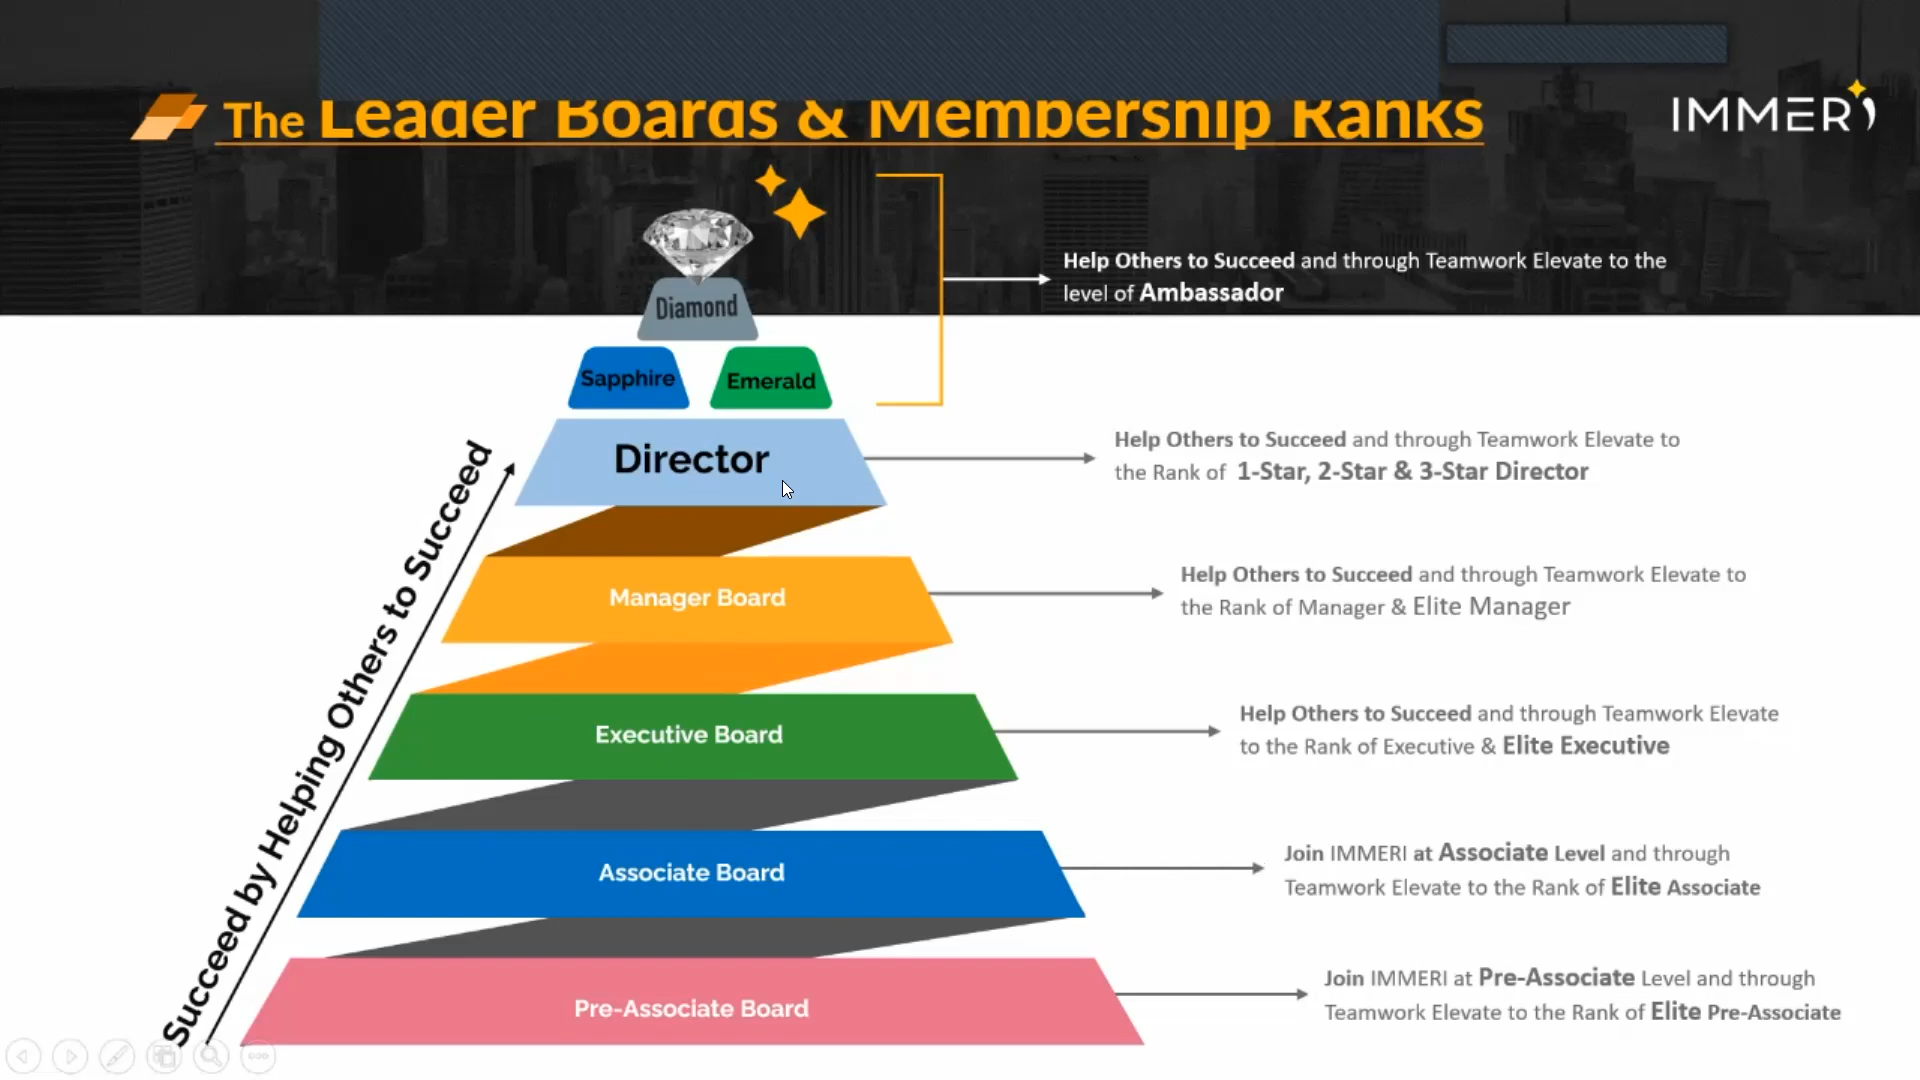 The Leader Boards & Membership Ranks
IMMERI
Help Others to Succeed and through Teamwork Elevate to the
level of Ambassador
Diamond
Sapphire
Emerald
Director
Help Others to Succeed and through Teamwork Elevate to
the Rank of 1-Star, 2-Star & 3-Star Director
Manager Board
Help Others to Succeed and through Teamwork Elevate to
the Rank of Manager & Elite Manager
Executive Board
Help Others to Succeed and through Teamwork Elevate
to the Rank of Executive & Elite Executive
Associate Board
Join IMMERI at Associate Level and through
Teamwork Elevate to the Rank of Elite Associate
Pre-Associate Board
Join IMMERI at Pre-Associate Level and through
Teamwork Elevate to the Rank of Elite Pre-Associate
Succeed by Helping Others to Succeed